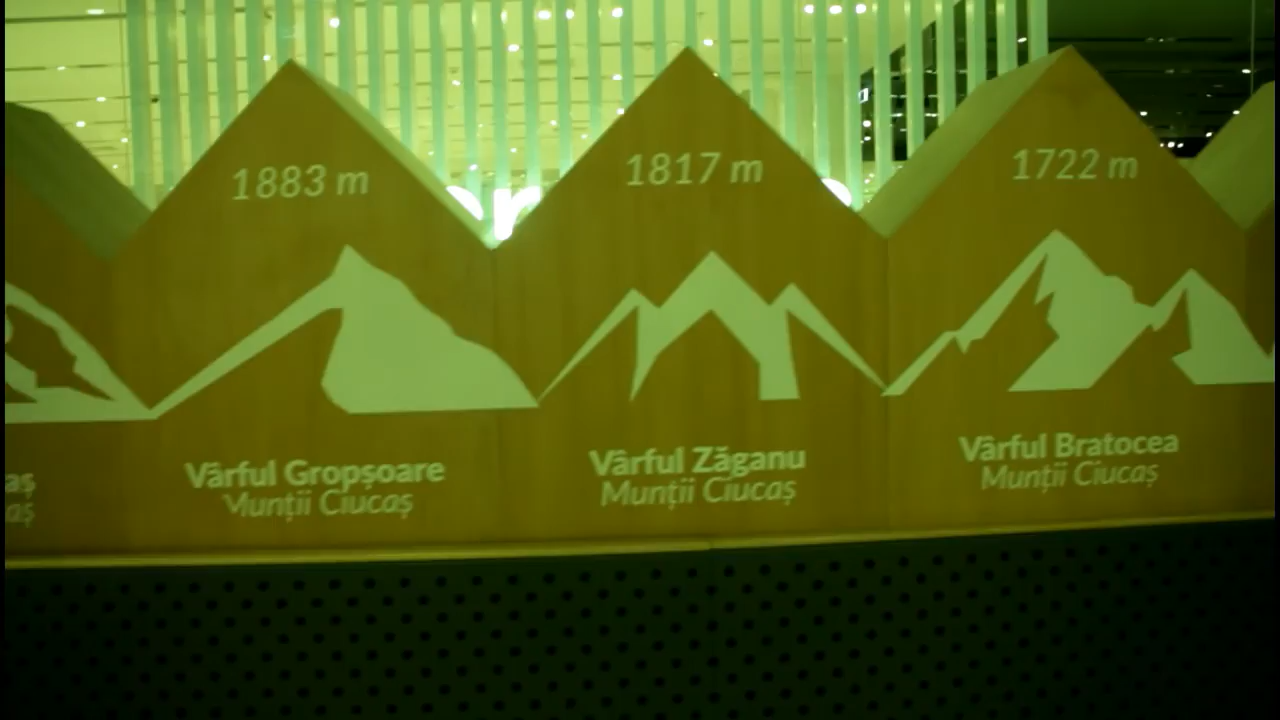 1883 m
1817 m
1722 m
Vârful Gropșoare
Munții Ciucaș
Vârful Zăganu
Munții Ciucaș
Vârful Bratocea
Munții Ciucaș